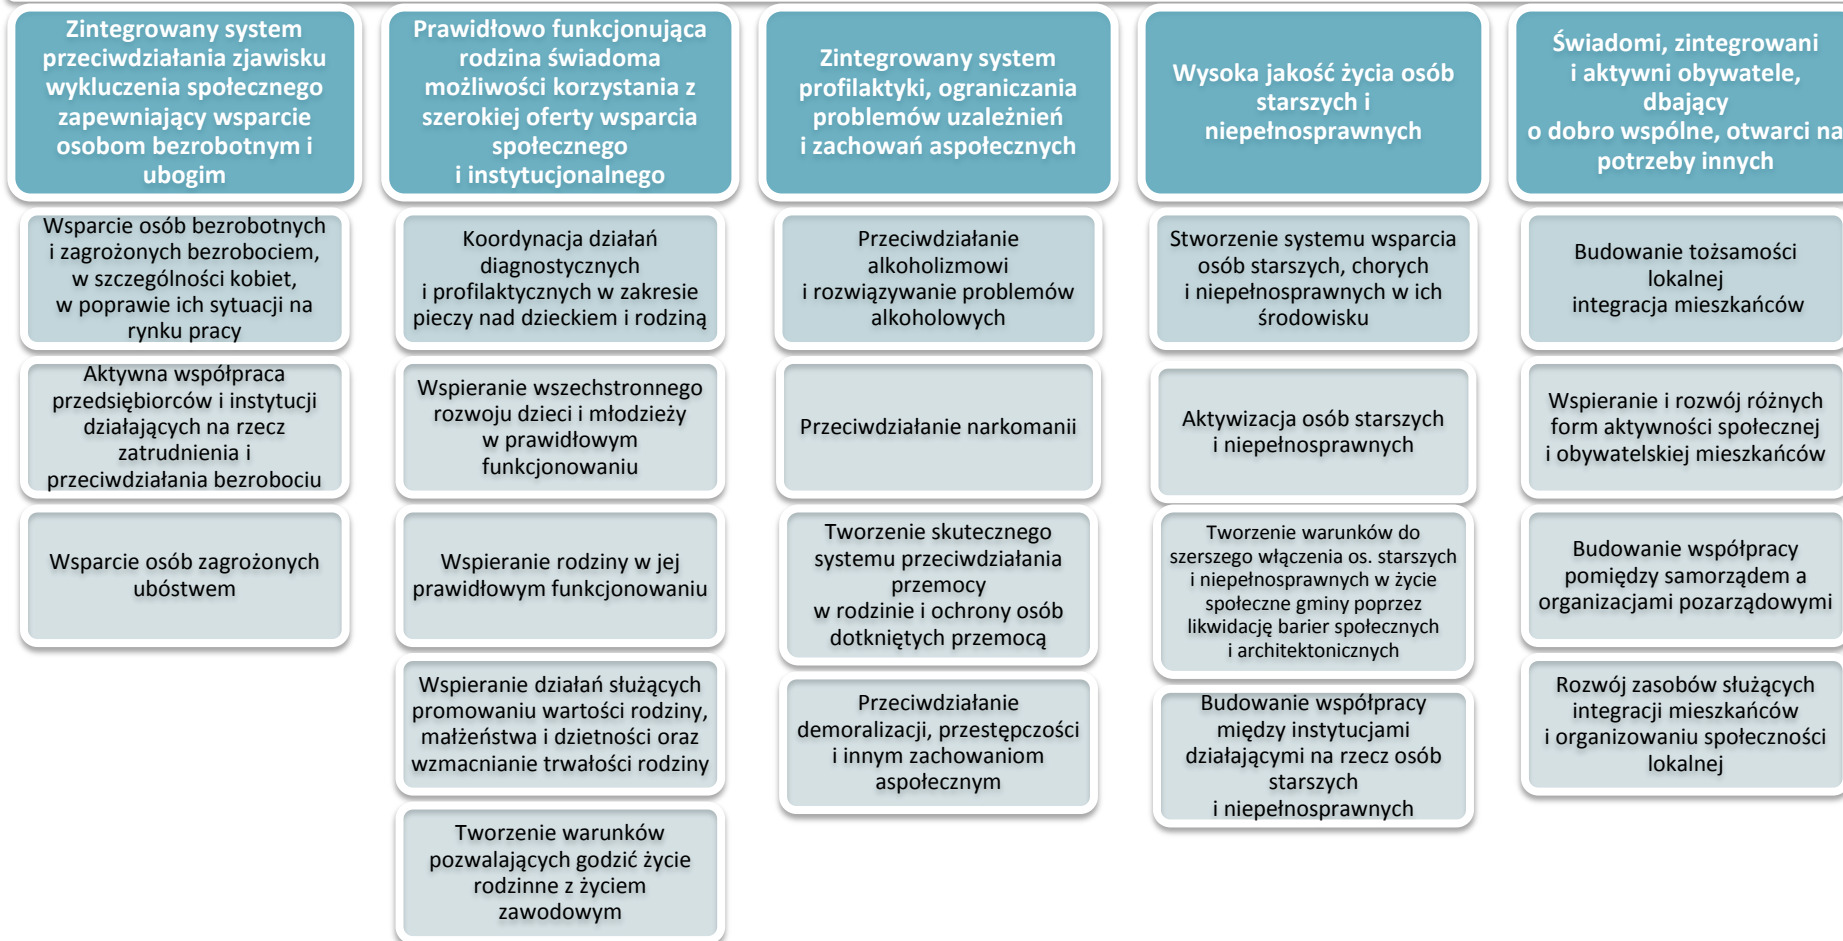 Zintegrowany system
przeciwdziałania zjawisku
wykluczenia społecznego
zapewniający wsparcie
osobom bezrobotnym i
ubogim
Wsparcie osób bezrobotnych
i zagrożonych bezrobociem,
w szczególności kobiet,
w poprawie ich sytuacji na
rynku pracy
Aktywna współpraca
przedsiębiorców i instytucji
działających na rzecz
zatrudnienia i
przeciwdziałania bezrobociu
Wsparcie osób zagrożonych
ubóstwem
Prawidłowo funkcjonująca
rodzina świadoma
możliwości korzystania z
szerokiej oferty wsparcia
społecznego
i instytucjonalnego
Koordynacja działań
diagnostycznych
i profilaktycznych w zakresie
pieczy nad dzieckiem i rodziną
Wspieranie wszechstronnego
rozwoju dzieci i młodzieży
w prawidłowym
funkcjonowaniu
Wspieranie rodziny w jej
prawidłowym funkcjonowaniu
Wspieranie działań służących
promowaniu wartości rodziny,
małżeństwa i dzietności oraz
wzmacnianie trwałości rodziny
Tworzenie warunków
pozwalających godzić życie
rodzinne z życiem
zawodowym
Zintegrowany system
profilaktyki, ograniczania
problemów uzależnień
i zachowań aspołecznych
Przeciwdziałanie
alkoholizmowi
i rozwiązywanie problemów
alkoholowych
Przeciwdziałanie narkomanii
Tworzenie skutecznego
systemu przeciwdziałania
przemocy
w rodzinie i ochrony osób
dotkniętych przemocą
Przeciwdziałanie
demoralizacji, przestępczości
i innym zachowaniom
aspołecznym
Wysoka jakość życia osób
starszych i
niepełnosprawnych
Stworzenie systemu wsparcia
osób starszych, chorych
i niepełnosprawnych w ich
środowisku
Aktywizacja osób starszych
i niepełnosprawnych
Tworzenie warunków do
szerszego włączenia os. starszych
i niepełnosprawnych w życie
społeczne gminy poprzez
likwidację barier społecznych
i architektonicznych
Budowanie współpracy
między instytucjami
działającymi na rzecz osób
starszych
i niepełnosprawnych
Świadomi, zintegrowani
i aktywni obywatele,
dbający
o dobro wspólne, otwarci na
potrzeby innych
Budowanie tożsamości
lokalnej
integracja mieszkańców
Wspieranie i rozwój różnych
form aktywności społecznej
i obywatelskiej mieszkańców
Budowanie współpracy
pomiędzy samorządem a
organizacjami pozarządowymi
Rozwój zasobów służących
integracji mieszkańców
i organizowaniu społeczności
lokalnej